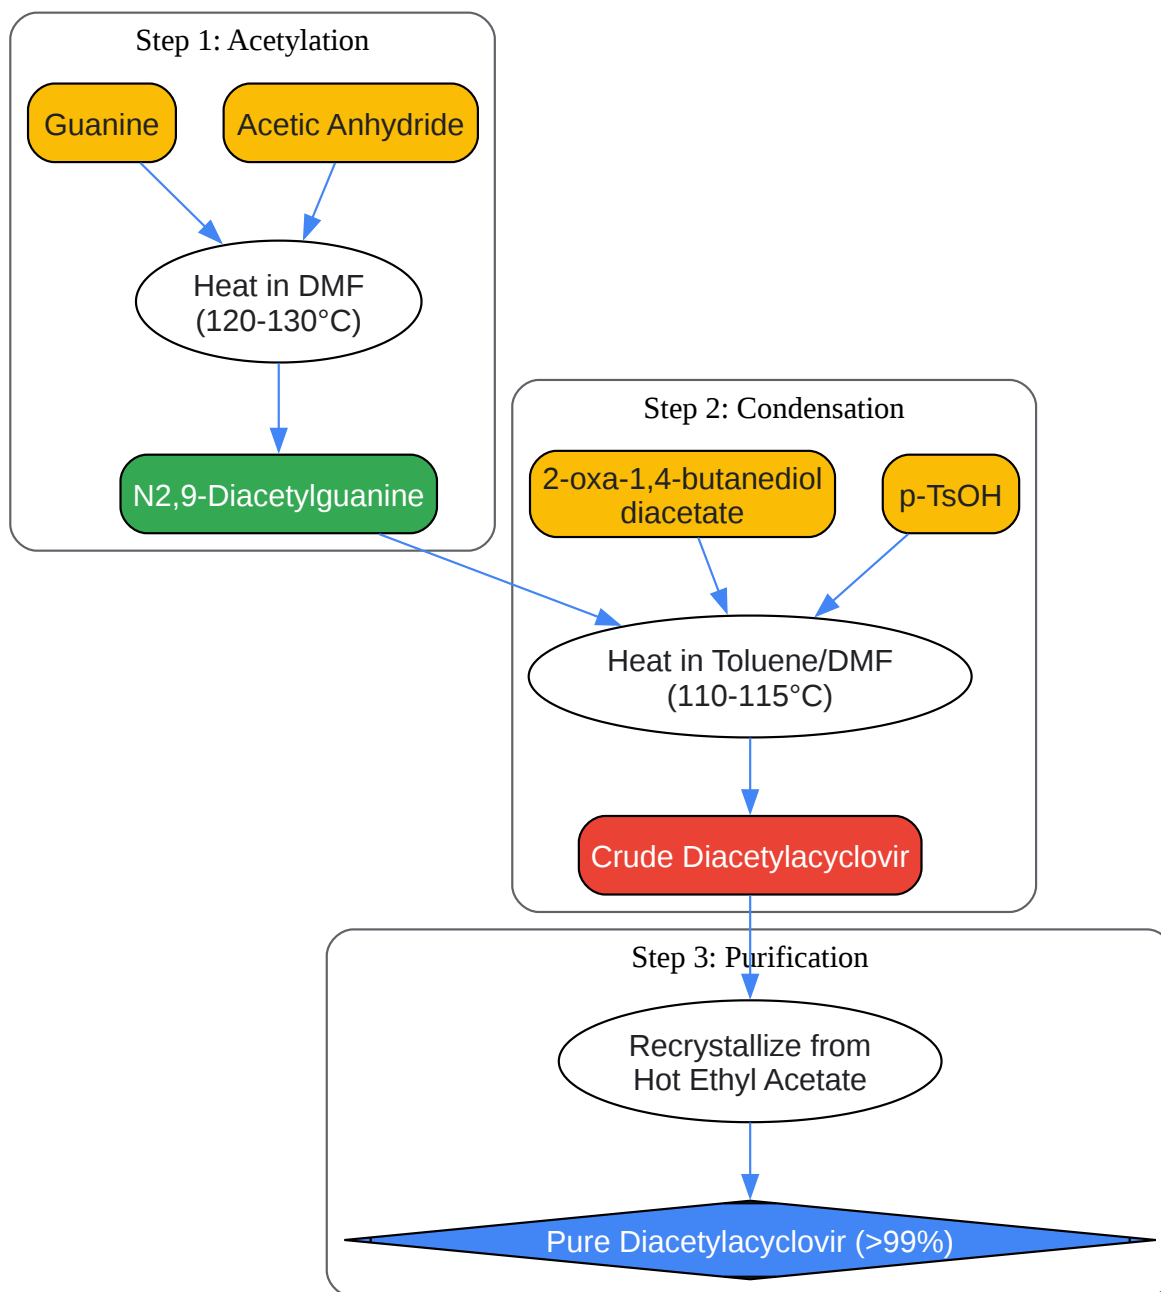 Step 1: Acetylation
Guanine
Acetic Anhydride
Heat in DMF
(120-130°C)
N2,9-Diacetylguanine
Step 2: Condensation
2-oxa-1,4-butanediol
diacetate
p-TsOH
Heat in Toluene/DMF
(110-115°C)
Crude Diacetylacyclovir
Step 3: Purification
Recrystallize from
Hot Ethyl Acetate
Pure Diacetylacyclovir (>99%)